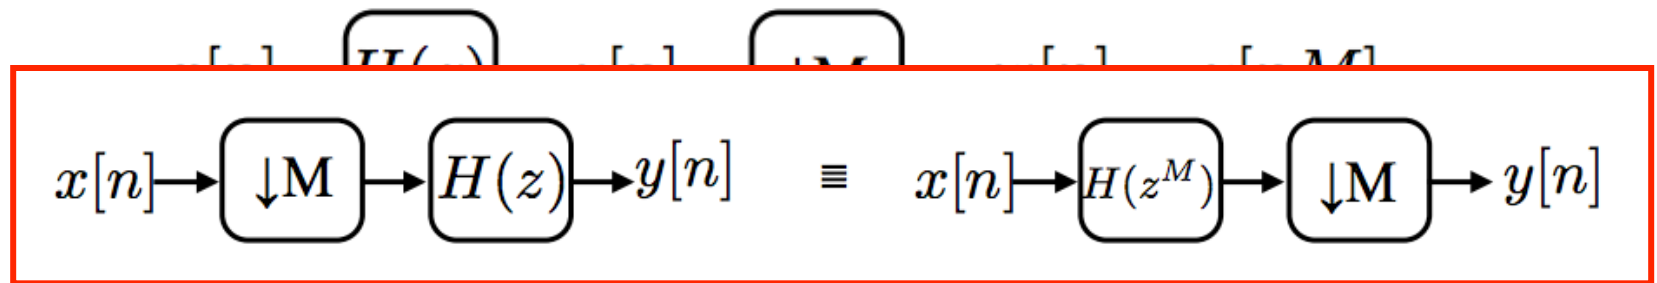 x[n] ↓M H(z) y[n] ≡ x[n] H(z^M) ↓M y[n]